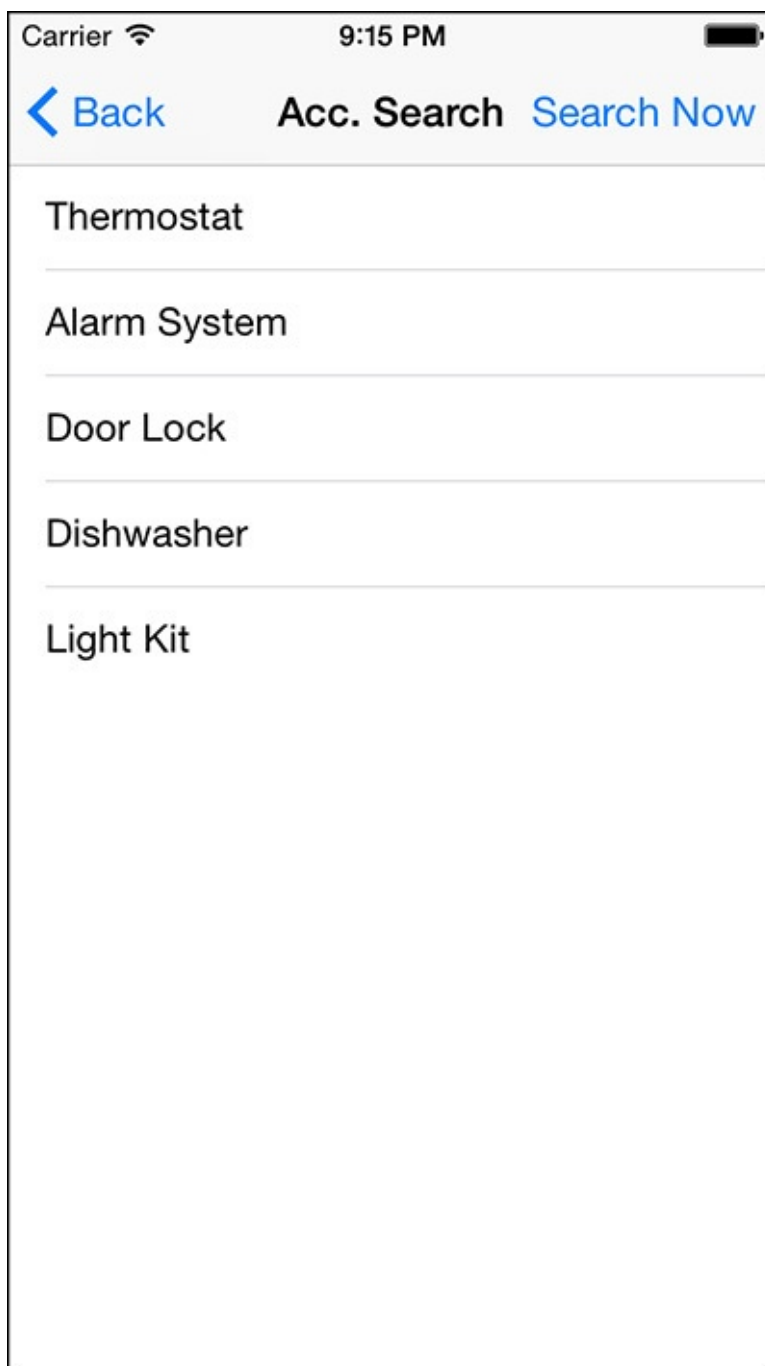 Carrier 9:15 PM
Back Acc. Search Search Now
Thermostat
Alarm System
Door Lock
Dishwasher
Light Kit